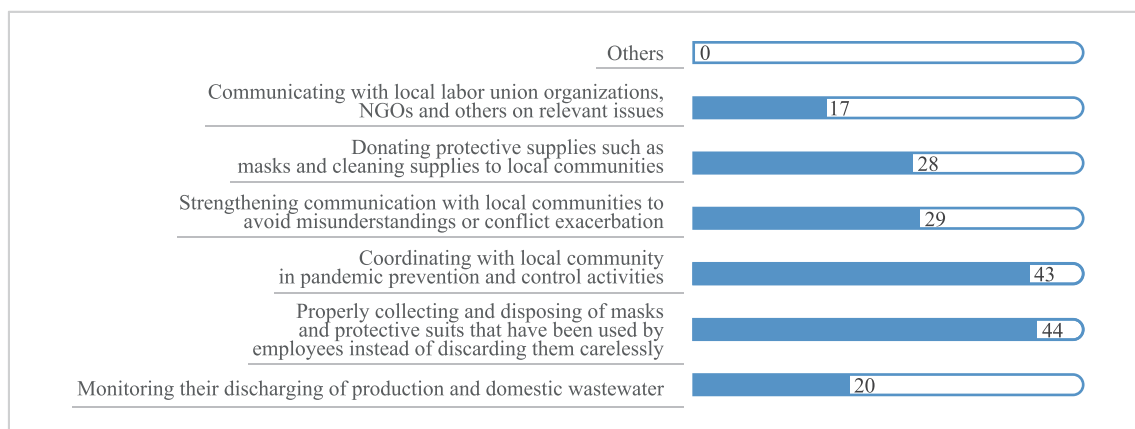 Others
0
Communicating with local labor union organizations,
NGOs and others on relevant issues
17
Donating protective supplies such as
masks and cleaning supplies to local communities
28
Strengthening communication with local communities to
avoid misunderstandings or conflict exacerbation
29
Coordinating with local community
in pandemic prevention and control activities
43
Properly collecting and disposing of masks
and protective suits that have been used by
employees instead of discarding them carelessly
44
Monitoring their discharging of production and domestic wastewater
20